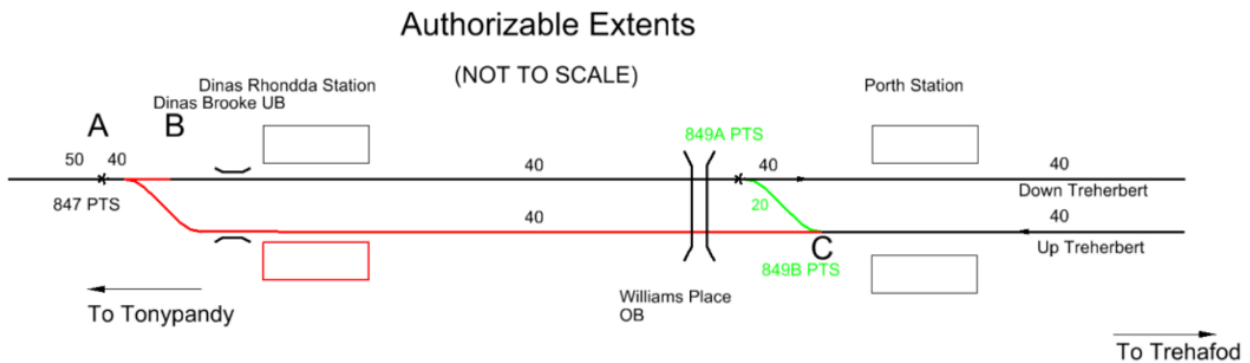 Authorizable Extents
(NOT TO SCALE)
Dinas Rhondda Station
Dinas Brooke UB
Porth Station
A
B
849A PTS
50
40
40
40
40
847 PTS
Down Treherbert
20
40
40
C
Up Treherbert
849B PTS
To Tonypandy
Williams Place
OB
To Trehafod